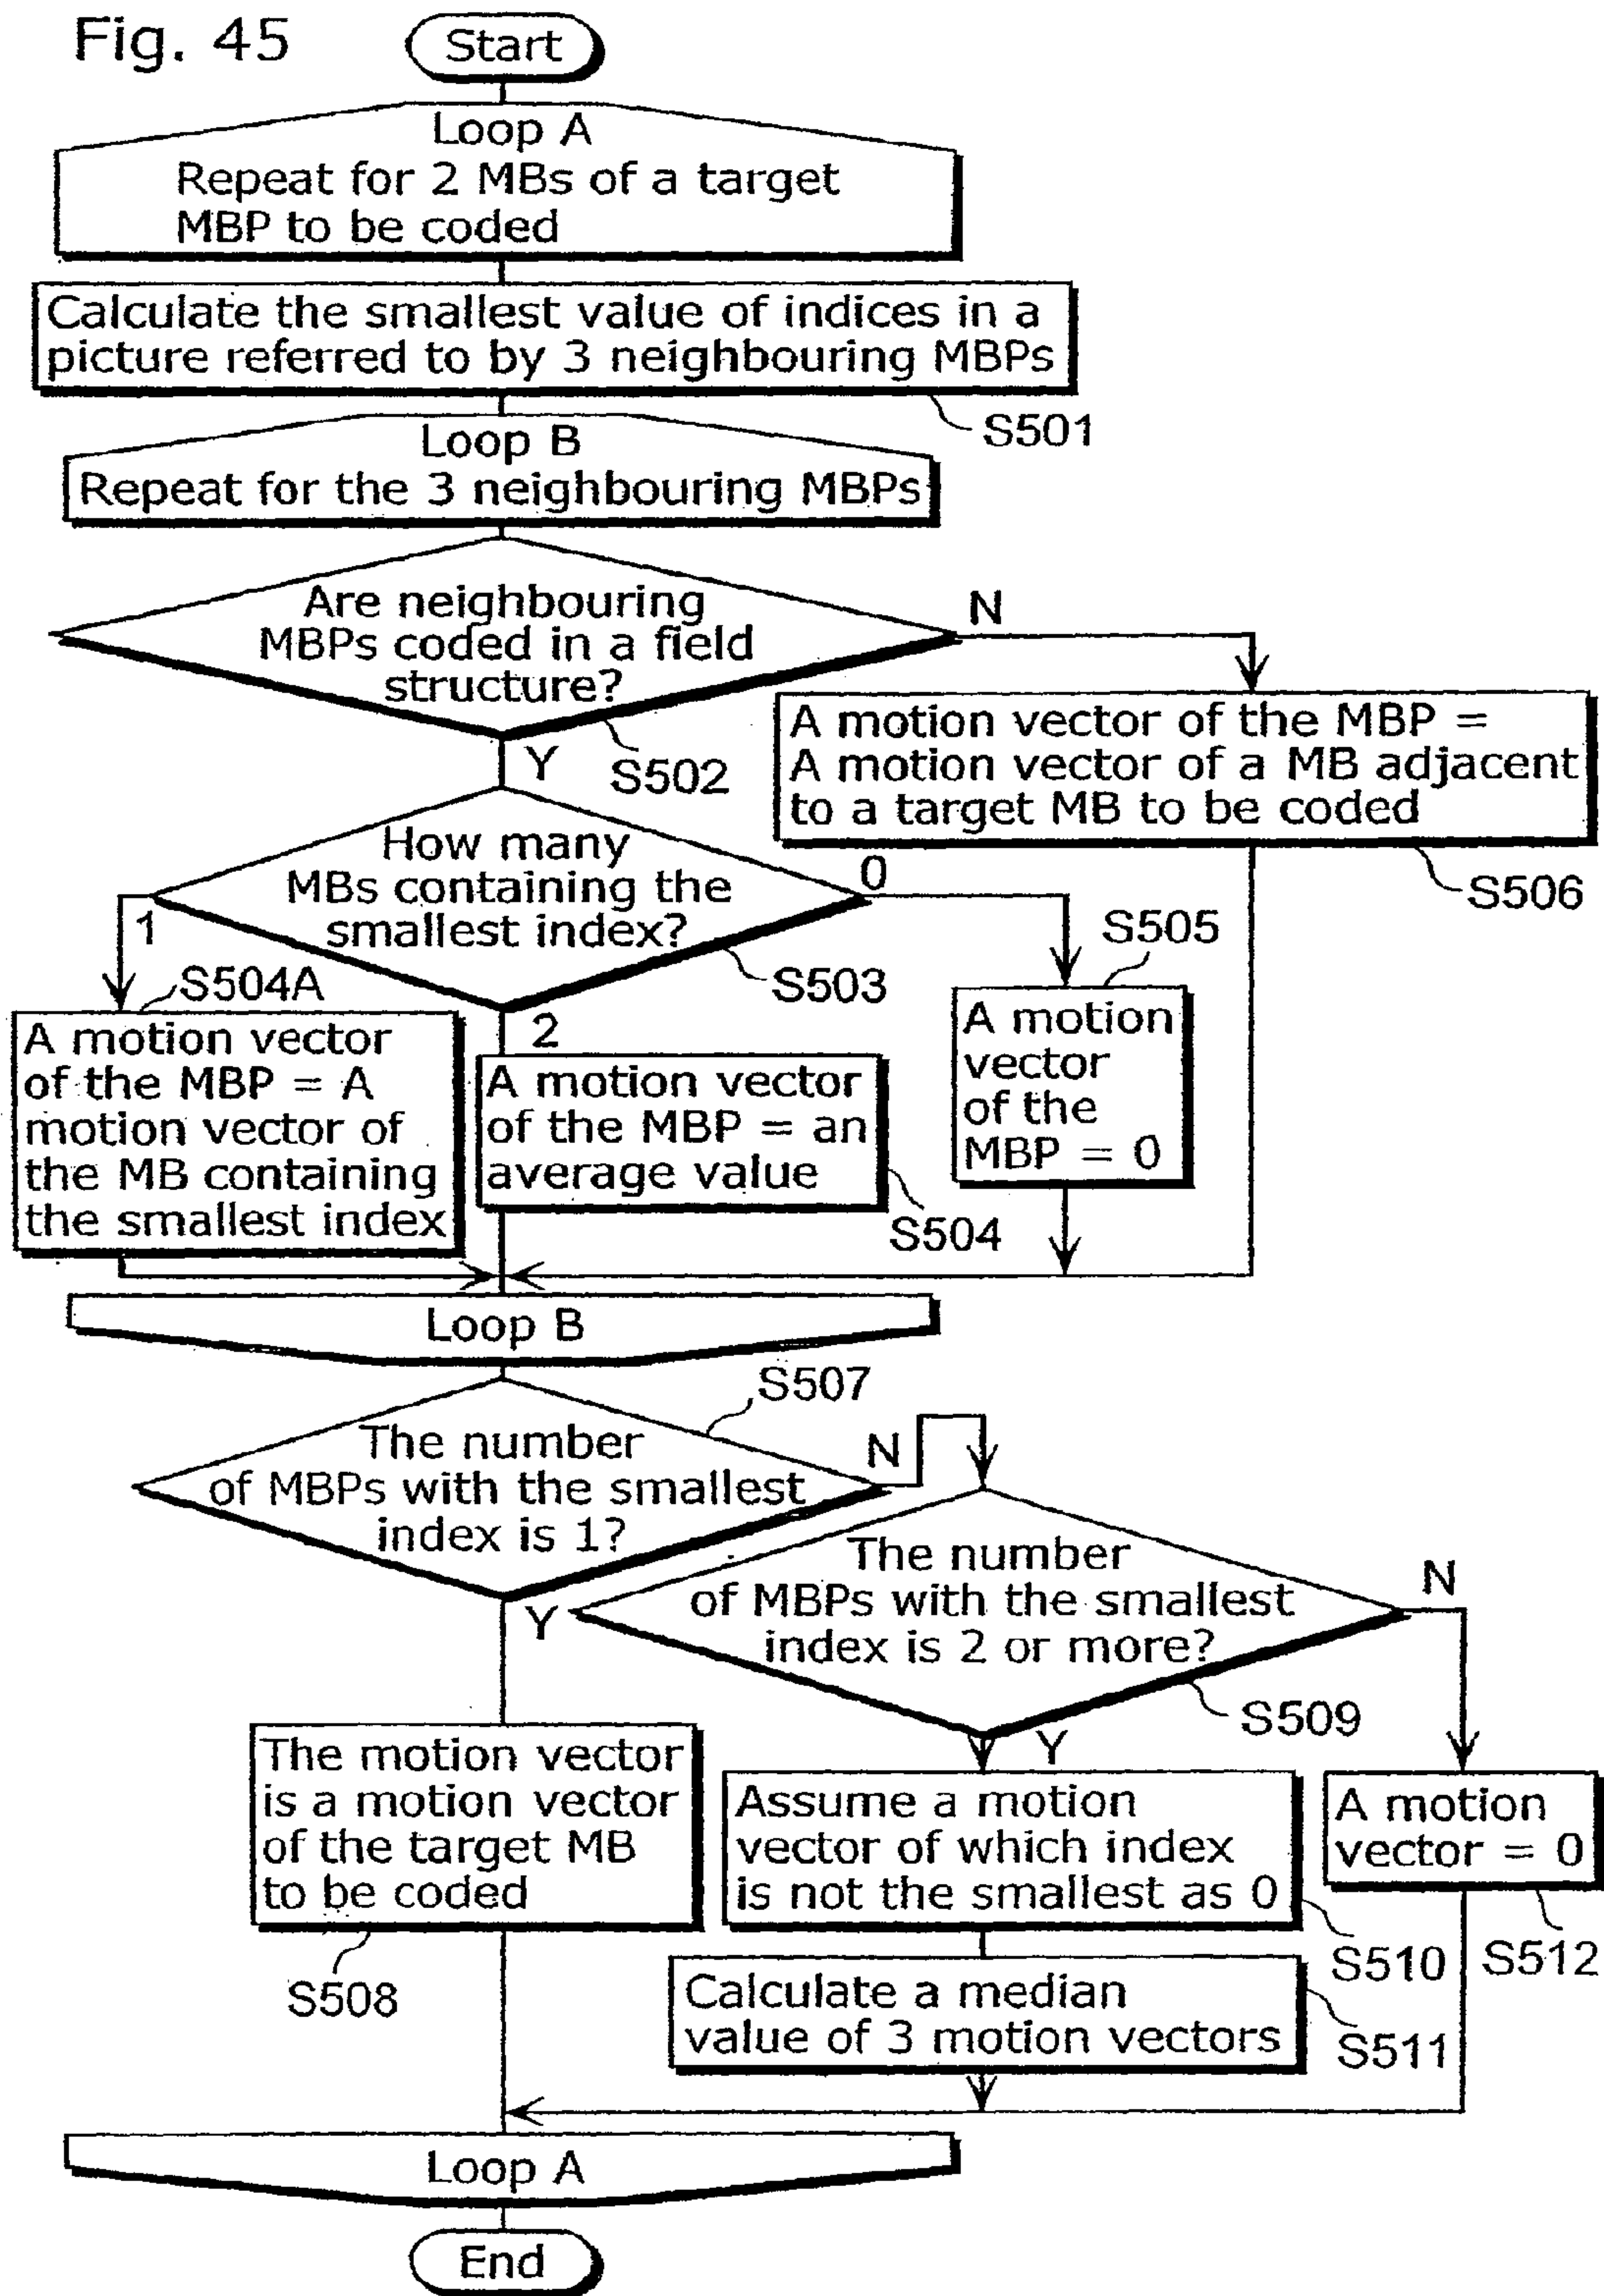 Fig. 45
Start
Loop A
Repeat for 2 MBs of a target
MBP to be coded
Calculate the smallest value of indices in a
picture referred to by 3 neighbouring MBPs
S501
Loop B
Repeat for the 3 neighbouring MBPs
Are neighbouring
MBPs coded in a field
structure?
N
Y
S502
A motion vector of the MBP =
A motion vector of a MB adjacent
to a target MB to be coded
S506
How many
MBs containing the
smallest index?
0
1
2
S503
S505
S504A
A motion vector
of the MBP = A
motion vector of
the MB containing
the smallest index
A motion vector
of the MBP = an
average value
S504
A motion
vector
of the
MBP = 0
Loop B
S507
The number
of MBPs with the smallest
index is 1?
N
Y
The number
of MBPs with the smallest
index is 2 or more?
N
S509
Y
The motion vector
is a motion vector
of the target MB
to be coded
S508
Assume a motion
vector of which index
is not the smallest as 0
S510
A motion
vector = 0
S512
Calculate a median
value of 3 motion vectors
S511
Loop A
End